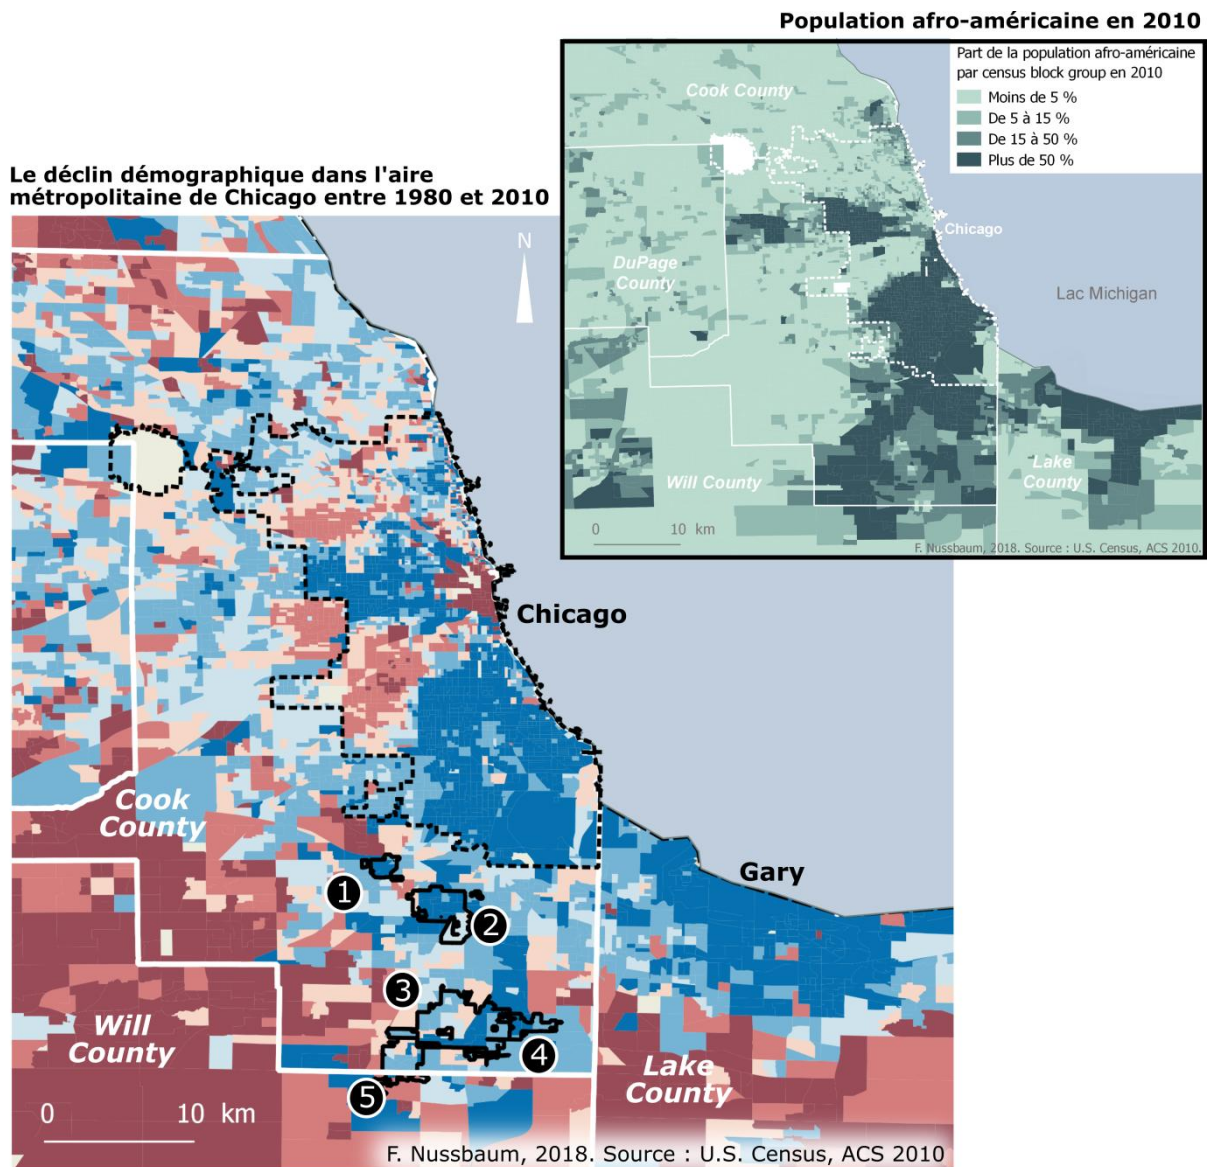 Population afro-américaine en 2010
Part de la population afro-américaine
par census block group en 2010
Moins de 5 %
De 5 à 15 %
De 15 à 50 %
Plus de 50 %
Cook County
Chicago
DuPage
County
Lac Michigan
Will County
Lake
County
0 10 km
F. Nussbaum, 2018. Source : U.S. Census, ACS 2010.
Le déclin démographique dans l'aire
métropolitaine de Chicago entre 1980 et 2010
N
Chicago
Cook
County
Gary
1
2
3
Will
County
4
Lake
County
5
0 10 km
F. Nussbaum, 2018. Source : U.S. Census, ACS 2010